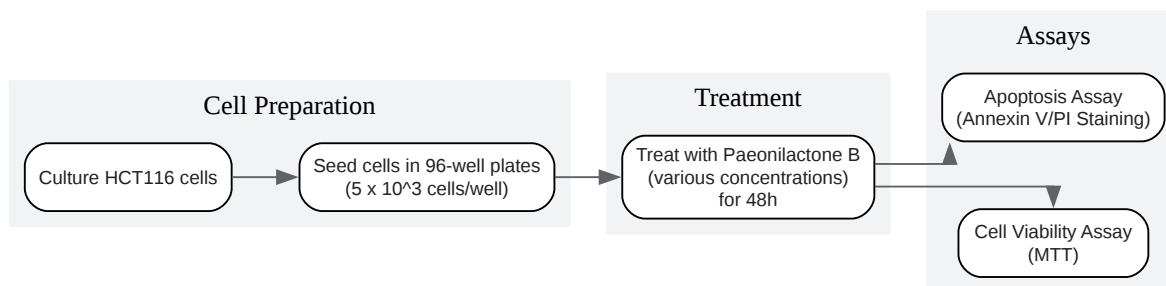 Cell Preparation
Culture HCT116 cells
Seed cells in 96-well plates
(5 x 10^3 cells/well)
Treatment
Treat with Paeonilactone B
(various concentrations)
for 48h
Assays
Apoptosis Assay
(Annexin V/PI Staining)
Cell Viability Assay
(MTT)